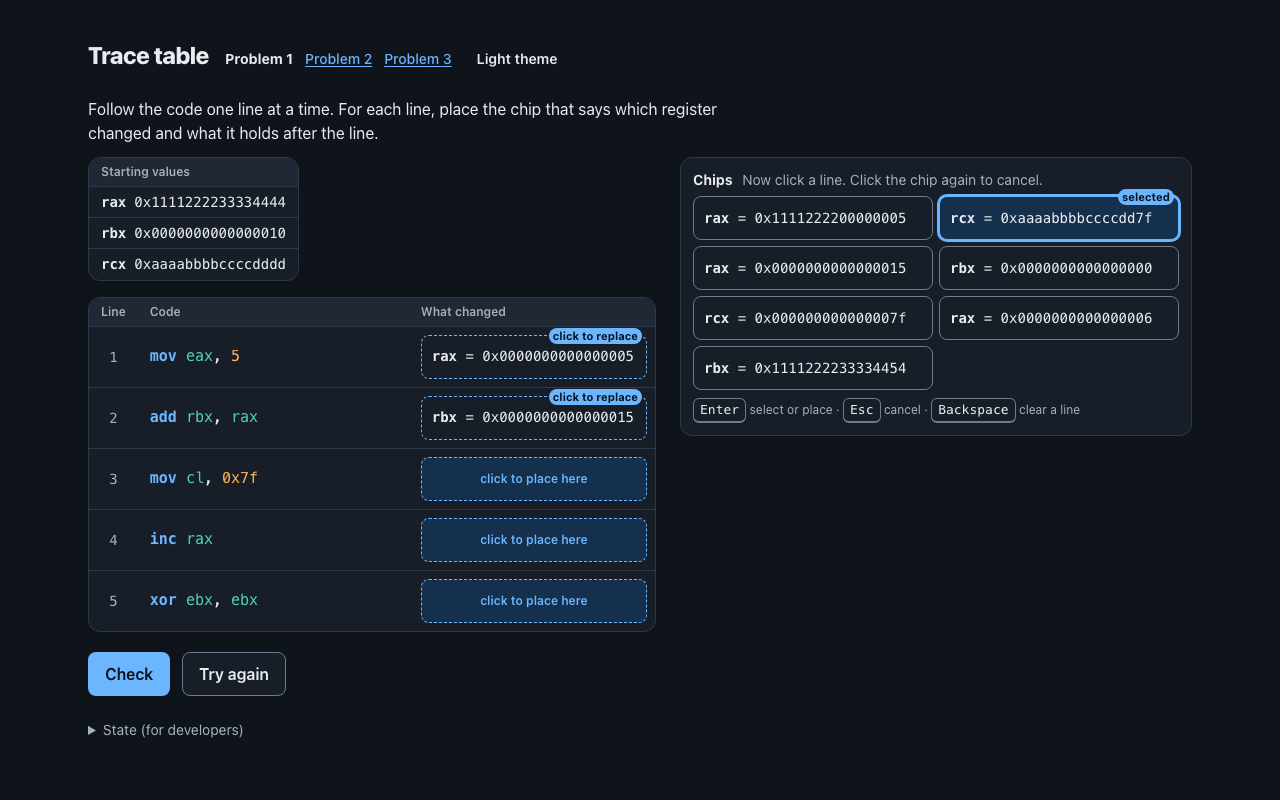 Trace table Problem 1 Problem 2 Problem 3 Light theme
Follow the code one line at a time. For each line, place the chip that says which register
changed and what it holds after the line.
Starting values
rax 0x1111222233334444
rbx 0x0000000000000010
rcx 0xaaaabbbbccccdddd
Line Code What changed
click to replace
1 mov eax, 5 rax = 0x0000000000000005
click to replace
2 add rbx, rax rbx = 0x0000000000000015
3 mov cl, 0x7f click to place here
4 inc rax click to place here
5 xor ebx, ebx click to place here
Check Try again
▶ State (for developers)
Chips Now click a line. Click the chip again to cancel.
selected
rax = 0x1111222200000005 rcx = 0xaaaabbbbccccdd7f
rax = 0x0000000000000015 rbx = 0x0000000000000000
rcx = 0x000000000000007f rax = 0x0000000000000006
rbx = 0x1111222233334454
Enter select or place · Esc cancel · Backspace clear a line